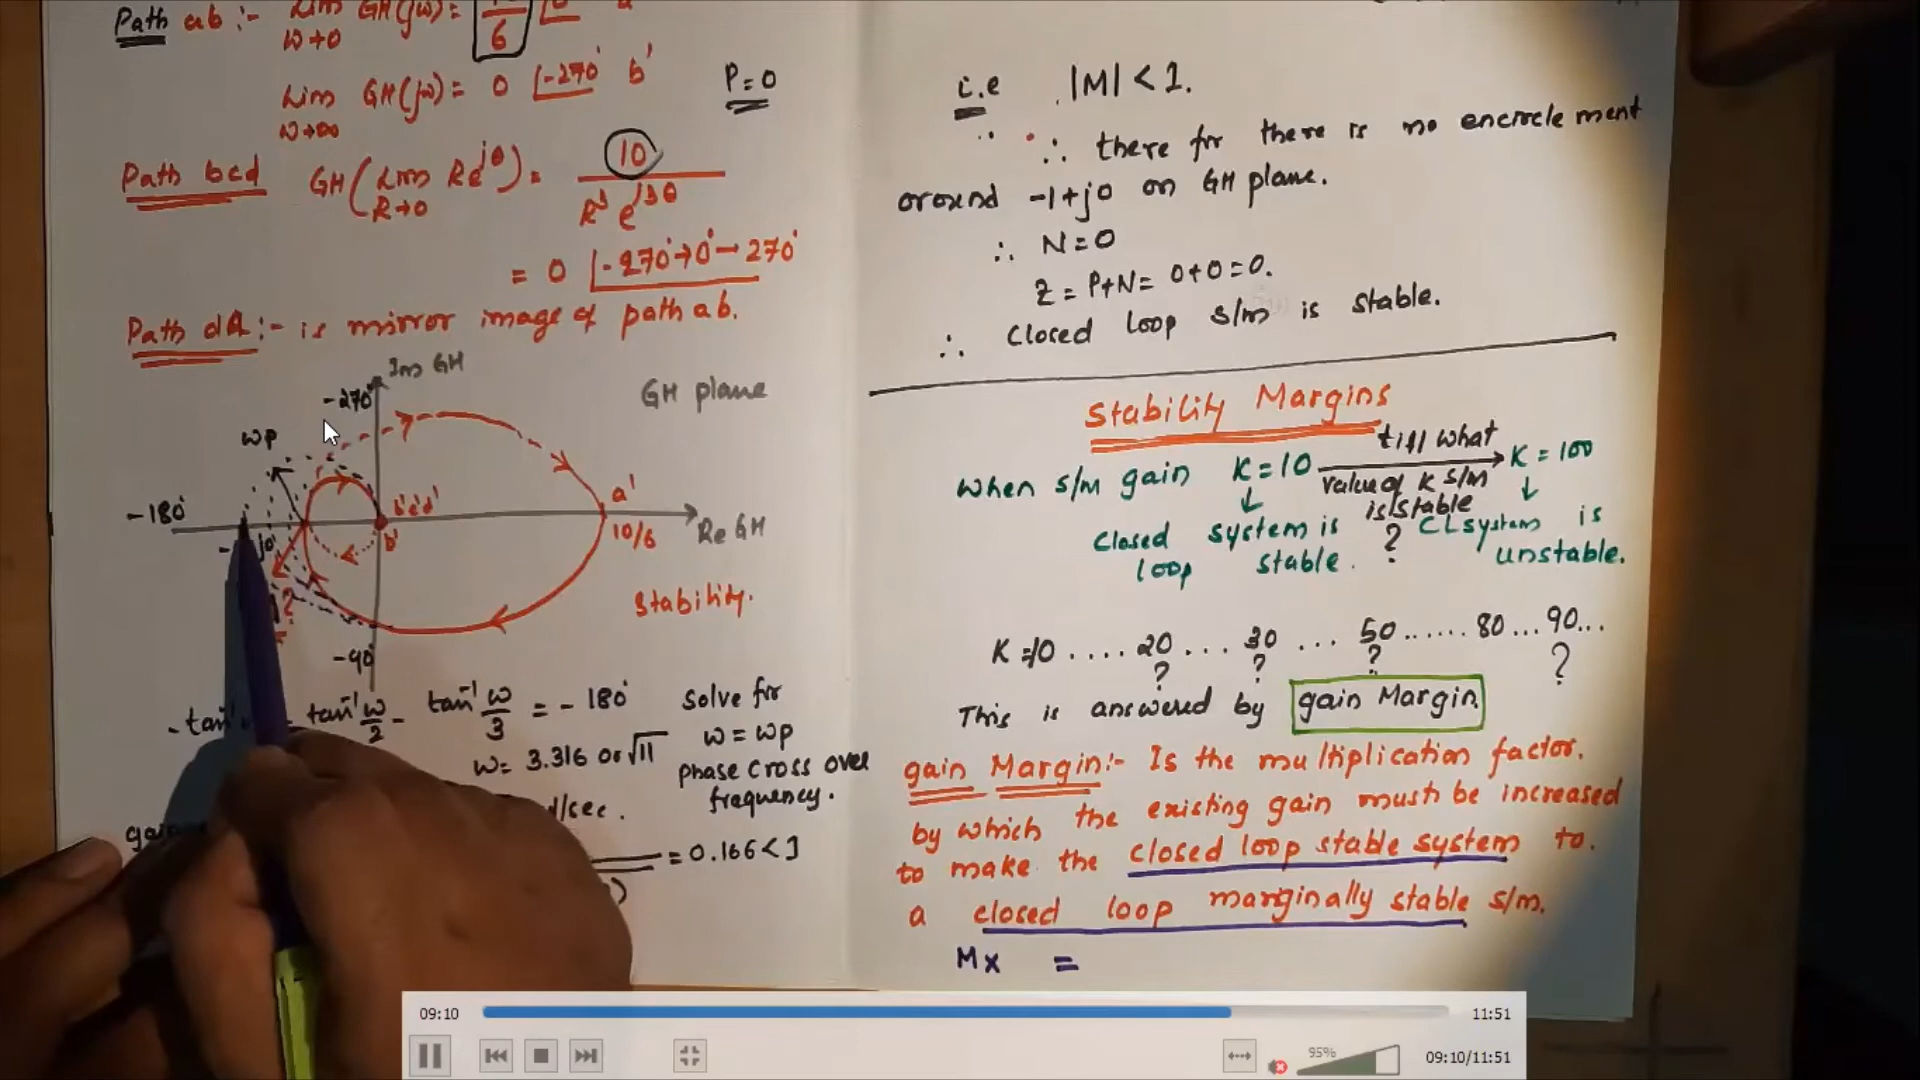 Path ab :- Lim GH(jω) =
ω→0
6
Lim GH(jω) = 0 ∠-270° b'
ω→∞
P=0
Path bcd GH(Lim Re^jθ) = 10
R→0 R³ e^j3θ
= 0 ∠-270°→0°→270°
Path da :- is mirror image of path ab.
Im GH
-270°
GH plane
ωp
-180°
b'c'd'
b'
a'
10/6
Re GH
j0
?
Stability.
-90°
tan⁻¹ ω/2 - tan⁻¹ ω/3 = -180°
Solve for
ω = ωp
ω = 3.316 or √11
phase cross over
frequency.
d/sec.
= 0.166 < 1
i.e |M| < 1.
∴ there for there is no encirclement
around -1+j0 on GH plane.
∴ N=0
Z = P+N = 0+0=0.
∴ Closed loop s/m is stable.
Stability Margins
When s/m gain K=10 till what K = 100
value of K s/m
is stable
?
↓ ↓
Closed system is CL system is
loop stable. unstable.
K=10 .... 20 ... 30 ... 50 ...... 80 ... 90...
? ? ? ?
This is answered by gain Margin.
gain Margin:- Is the multiplication factor.
by which the existing gain must be increased
to make the closed loop stable system to.
a closed loop marginally stable s/m.
Mx =
09:10
11:51
95%
09:10/11:51